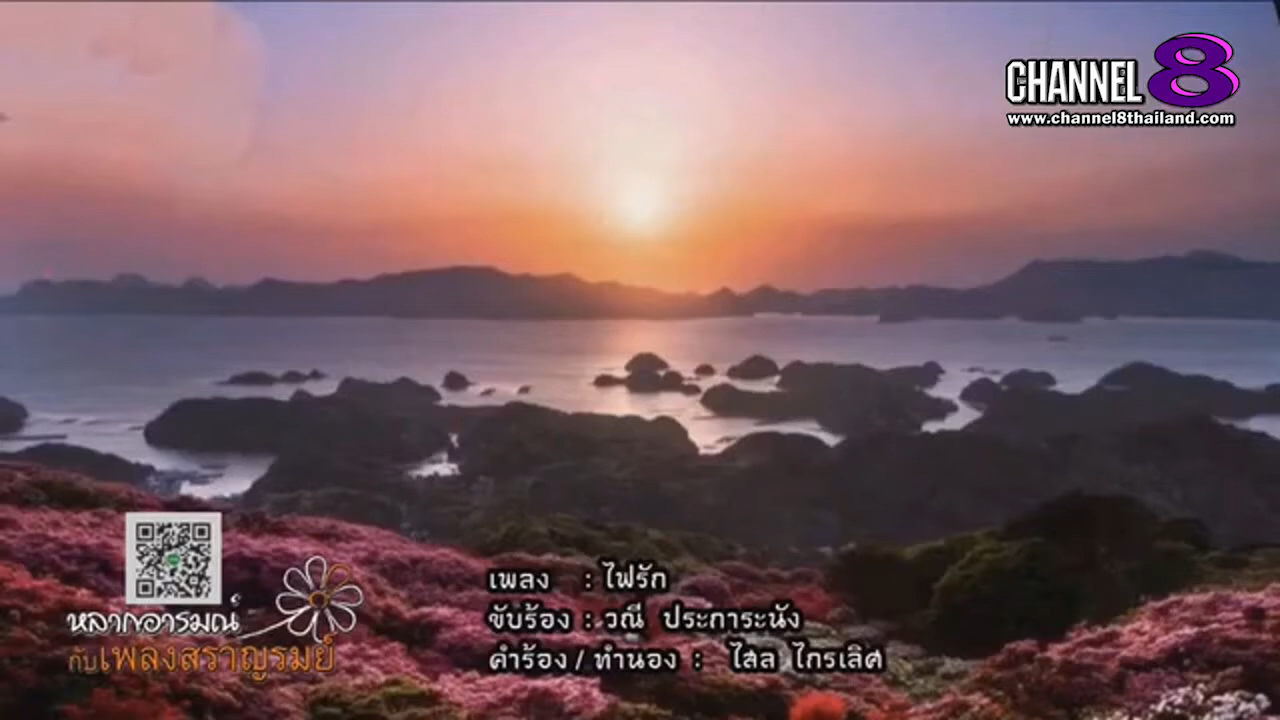 CHANNEL 8
www.channel8thailand.com
เพลง : ไฟรัก
ขับร้อง : วณี ประการะนัง
คำร้อง / ทำนอง : ไสล ไกรเลิศ
หลากอารมณ์
กับเพลงสราญรมย์